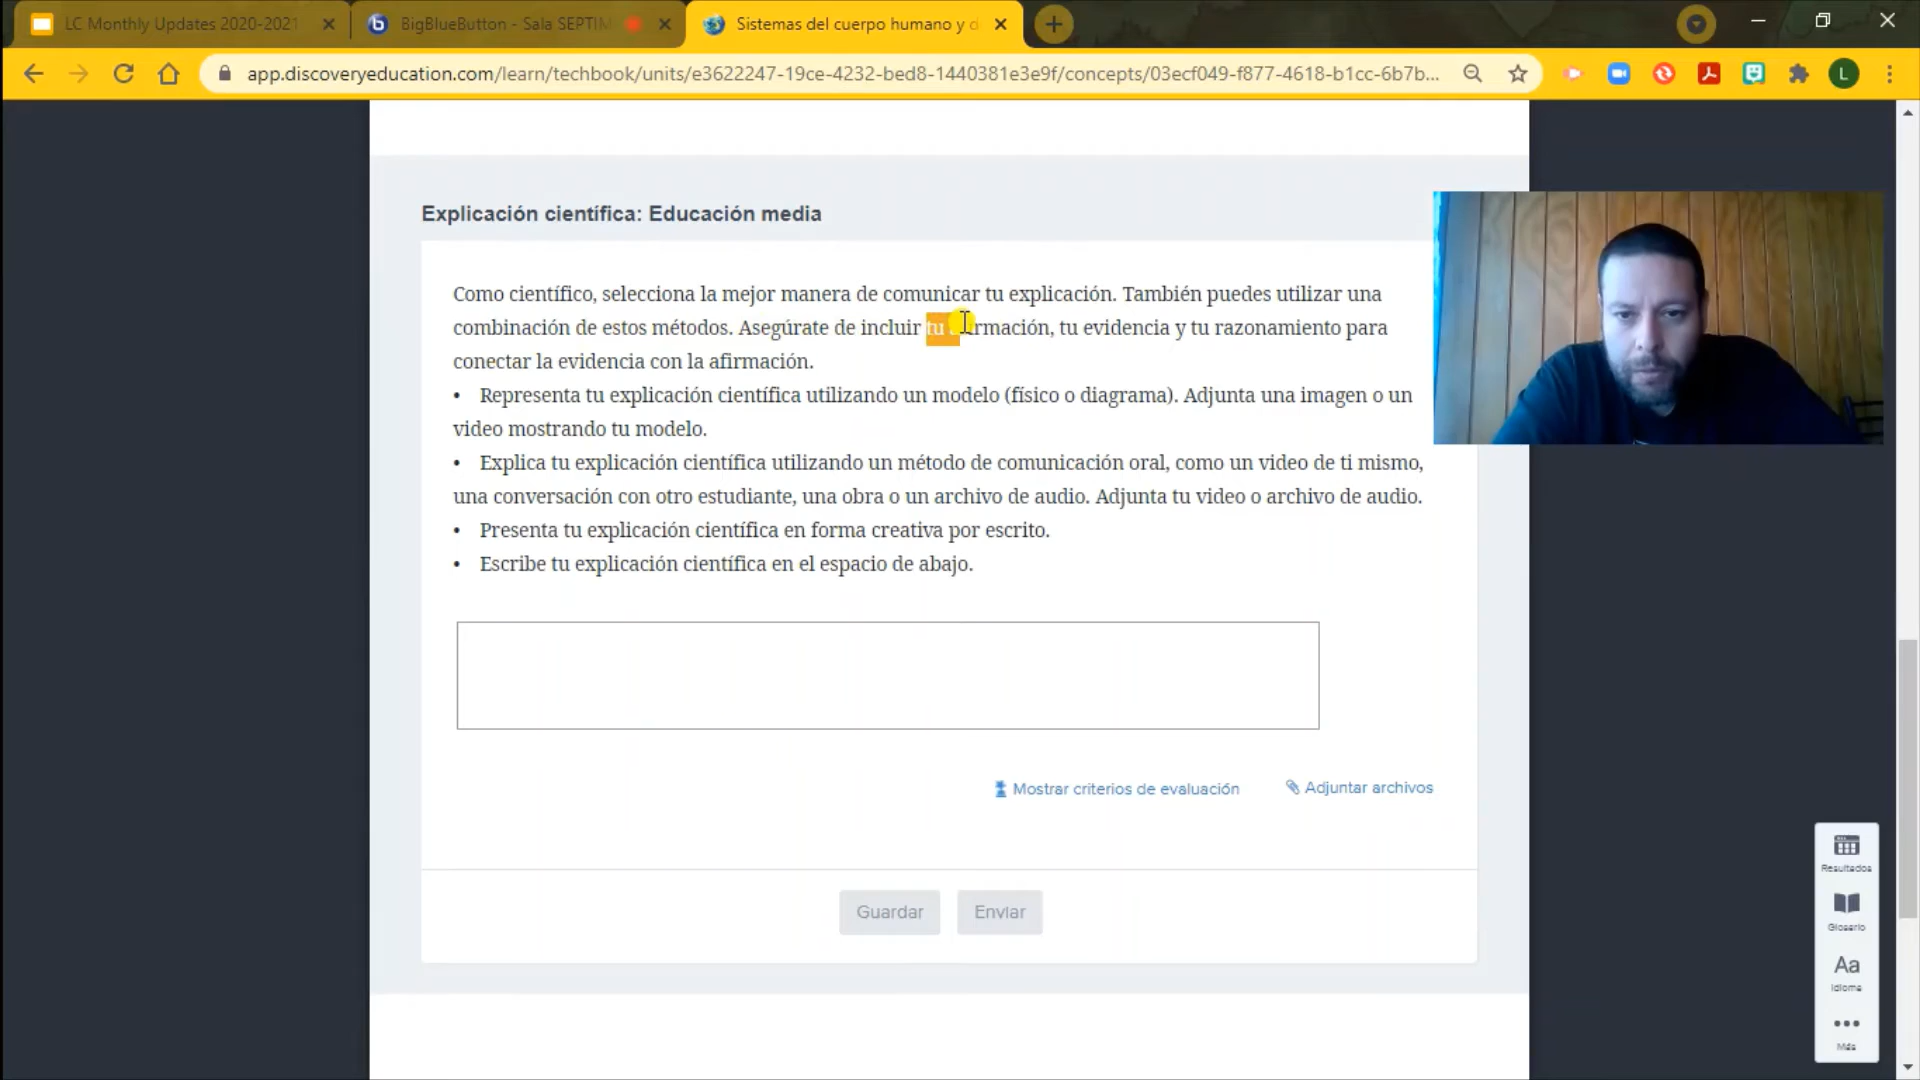 LC Monthly Updates 2020-2021
BigBlueButton - Sala SEPTIM
Sistemas del cuerpo humano y d
app.discoveryeducation.com/learn/techbook/units/e3622247-19ce-4232-bed8-1440381e3e9f/concepts/03ecf049-f877-4618-b1cc-6b7b...
L
Explicación científica: Educación media
Como científico, selecciona la mejor manera de comunicar tu explicación. También puedes utilizar una
combinación de estos métodos. Asegúrate de incluir tu afirmación, tu evidencia y tu razonamiento para
conectar la evidencia con la afirmación.
• Representa tu explicación científica utilizando un modelo (físico o diagrama). Adjunta una imagen o un
video mostrando tu modelo.
• Explica tu explicación científica utilizando un método de comunicación oral, como un video de ti mismo,
una conversación con otro estudiante, una obra o un archivo de audio. Adjunta tu video o archivo de audio.
• Presenta tu explicación científica en forma creativa por escrito.
• Escribe tu explicación científica en el espacio de abajo.
Mostrar criterios de evaluación
Adjuntar archivos
Guardar
Enviar
Resultados
Glosario
Aa
Idioma
Más